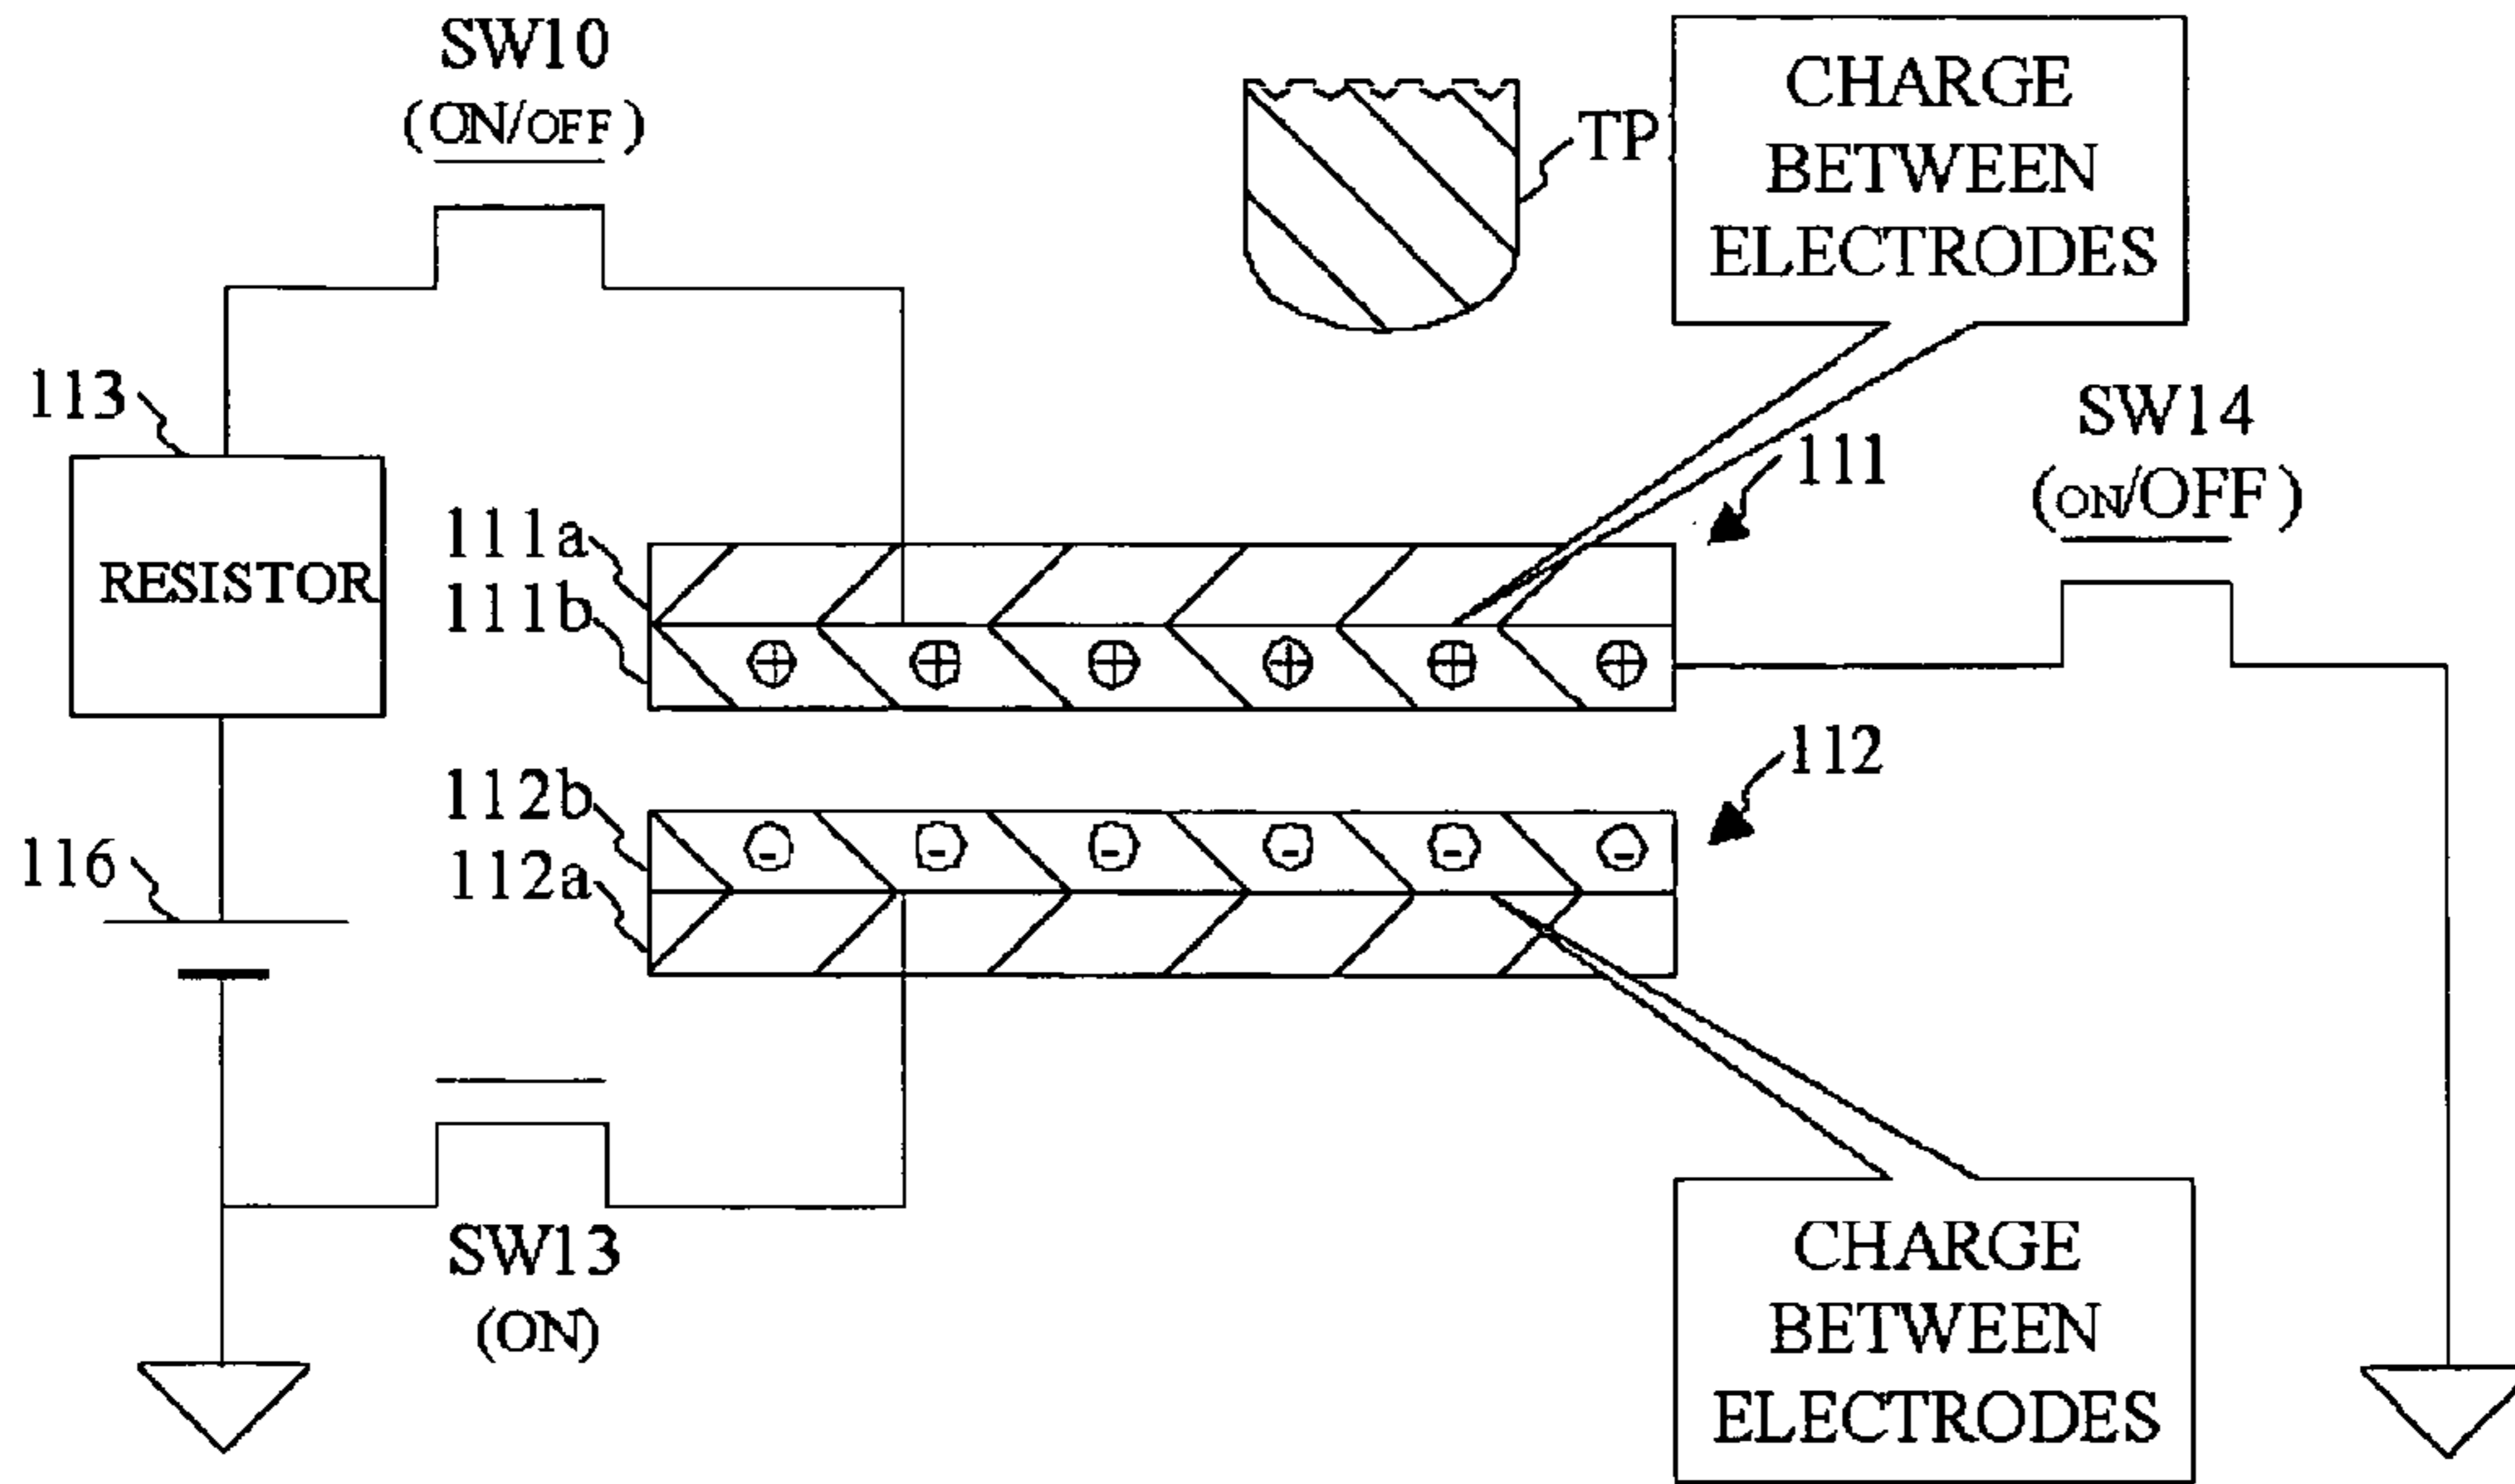 SW10
(ON/OFF)
TP
CHARGE
BETWEEN
ELECTRODES
113
RESISTOR
111a
111b
111
SW14
(ON/OFF)
112b
112a
112
116
SW13
(ON)
CHARGE
BETWEEN
ELECTRODES